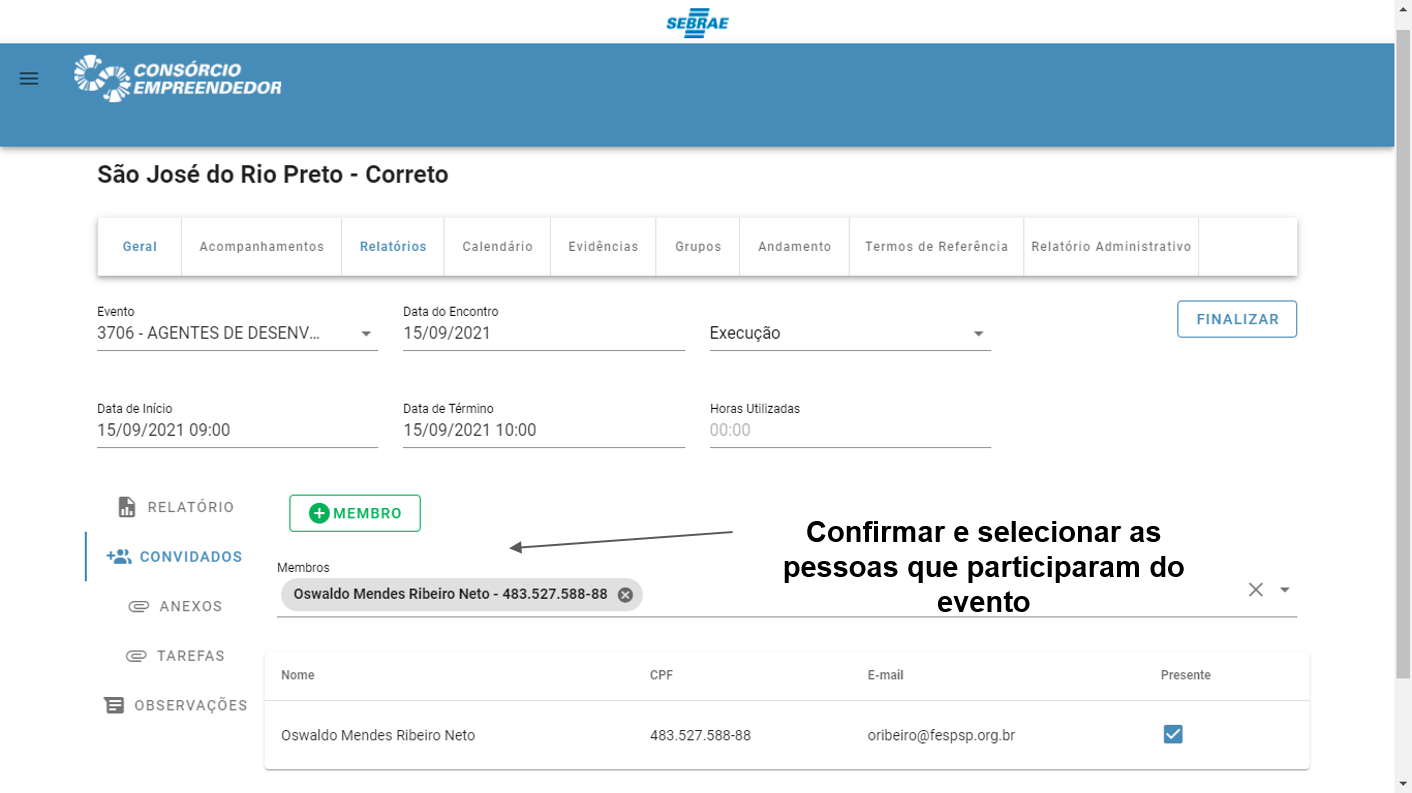 SEBRAE
CONSÓRCIO
EMPREENDEDOR
São José do Rio Preto - Correto
Geral
Acompanhamentos
Relatórios
Calendário
Evidências
Grupos
Andamento
Termos de Referência
Relatório Administrativo
Evento
3706 - AGENTES DE DESENV...
Data do Encontro
15/09/2021
Execução
FINALIZAR
Data de Início
15/09/2021 09:00
Data de Término
15/09/2021 10:00
Horas Utilizadas
00:00
RELATÓRIO
CONVIDADOS
ANEXOS
TAREFAS
OBSERVAÇÕES
MEMBRO
Confirmar e selecionar as
pessoas que participaram do
evento
Membros
Oswaldo Mendes Ribeiro Neto - 483.527.588-88
Nome CPF E-mail Presente
Oswaldo Mendes Ribeiro Neto 483.527.588-88 oribeiro@fespsp.org.br